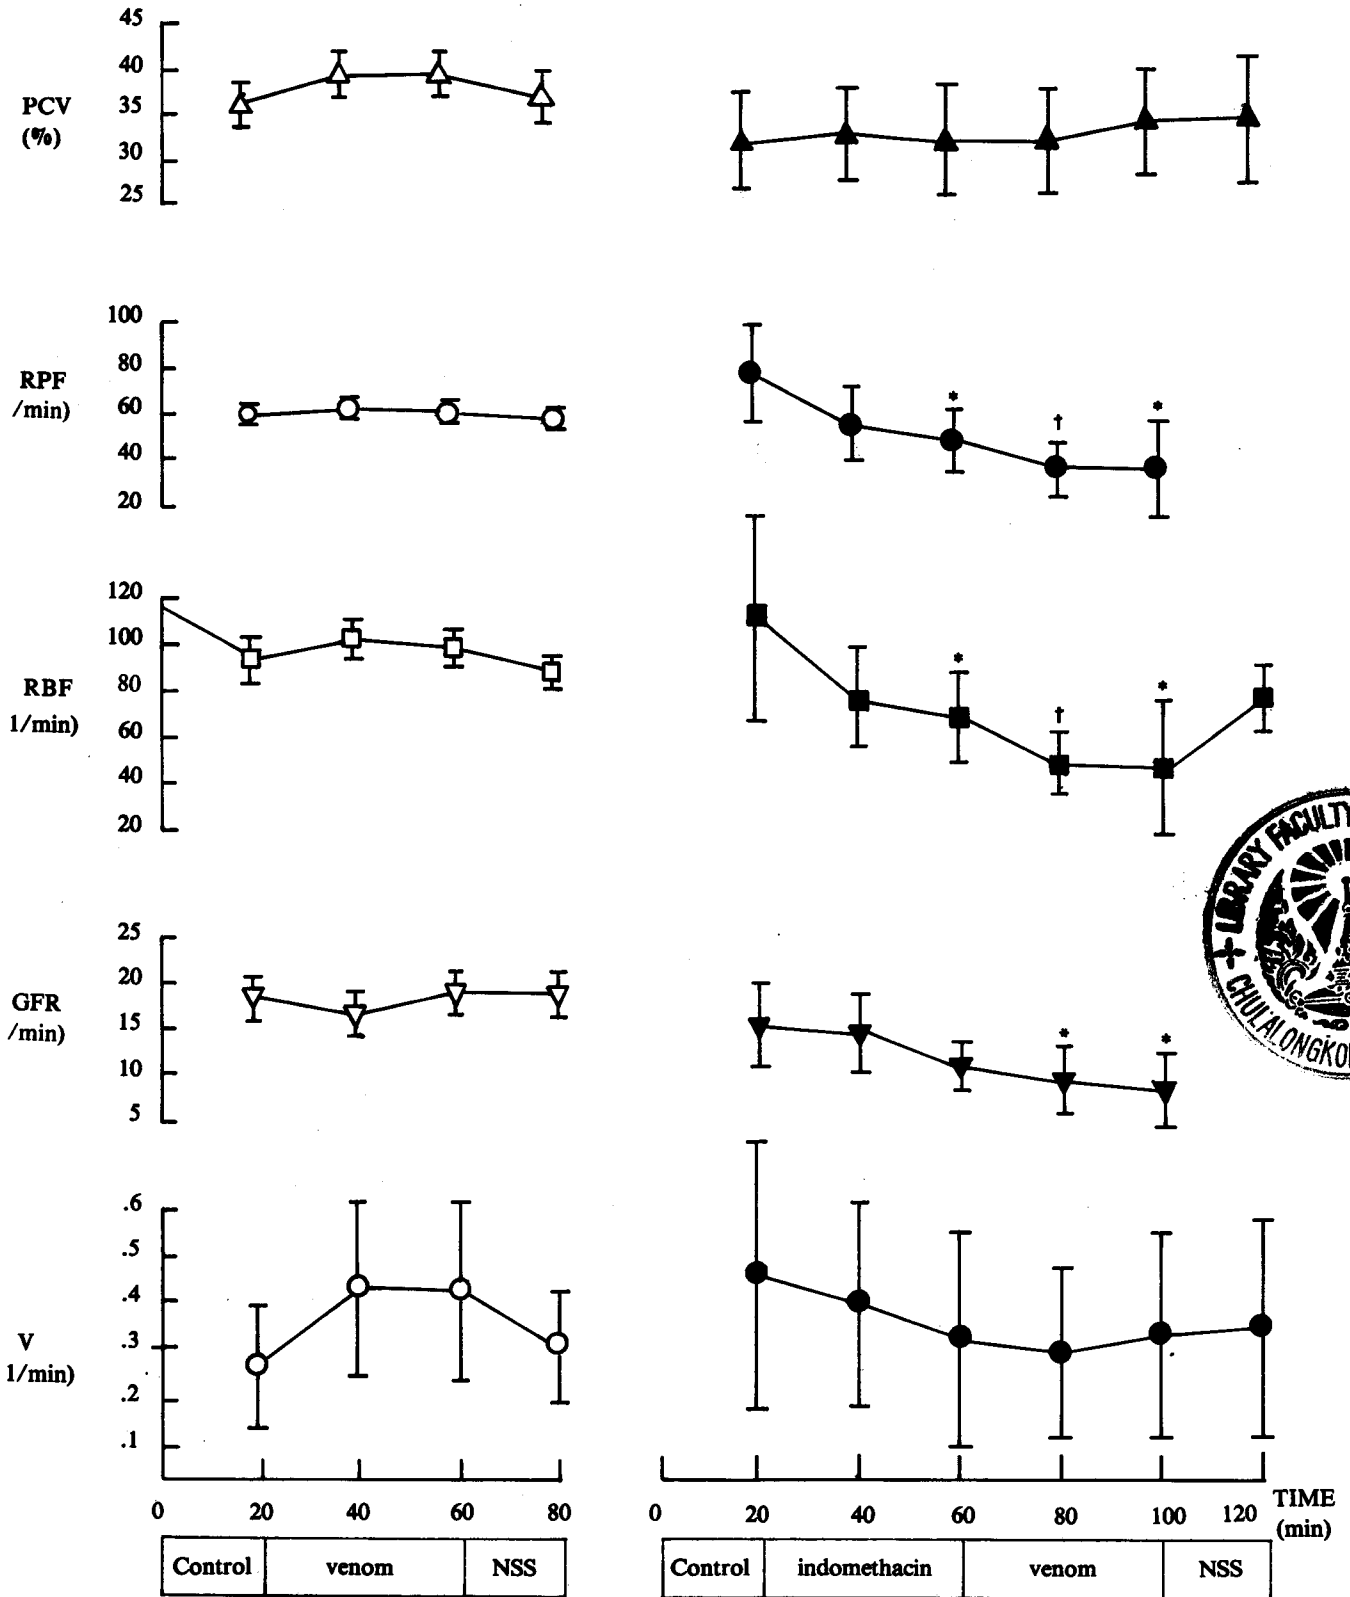 45
40
PCV
35
(%)
30
25
100
80
RPF
/min)
60
40
20
*
†
*
120
100
80
RBF
1/min)
60
40
20
*
†
*
25
20
GFR
/min)
15
10
5
*
*
.6
.5
.4
.3
V
1/min)
.2
.1
0 20 40 60 80 0 20 40 60 80 100 120 TIME
(min)
Control venom NSS Control indomethacin venom NSS
LIBRARY FACULTY